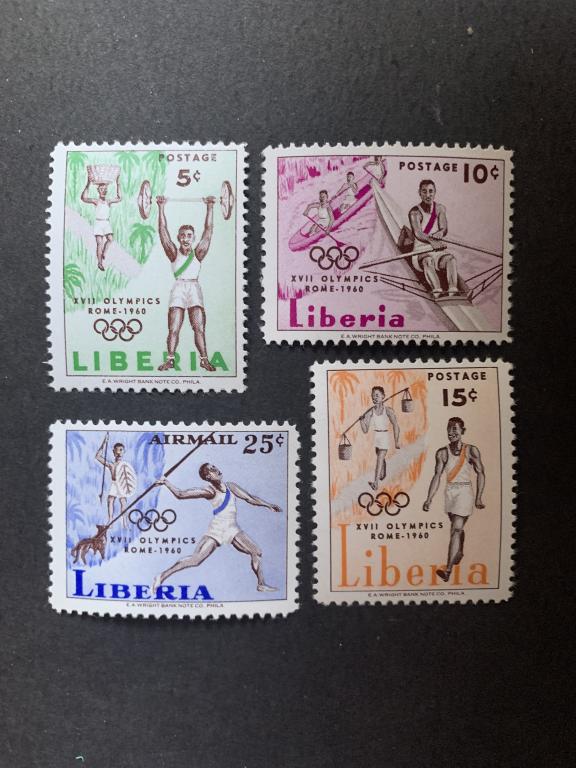 POSTAGE
5¢
XVII OLYMPICS
ROME-1960
LIBERIA
E.A.WRIGHT BANK NOTE CO. PHILA.
POSTAGE 10¢
XVII OLYMPICS
ROME-1960
Liberia
E.A.WRIGHT BANK NOTE CO. PHILA.
AIRMAIL 25¢
XVII OLYMPICS
ROME-1960
LIBERIA
E.A.WRIGHT BANK NOTE CO. PHILA.
POSTAGE
15¢
XVII OLYMPICS
ROME-1960
Liberia
E.A.WRIGHT BANK NOTE CO. PHILA.